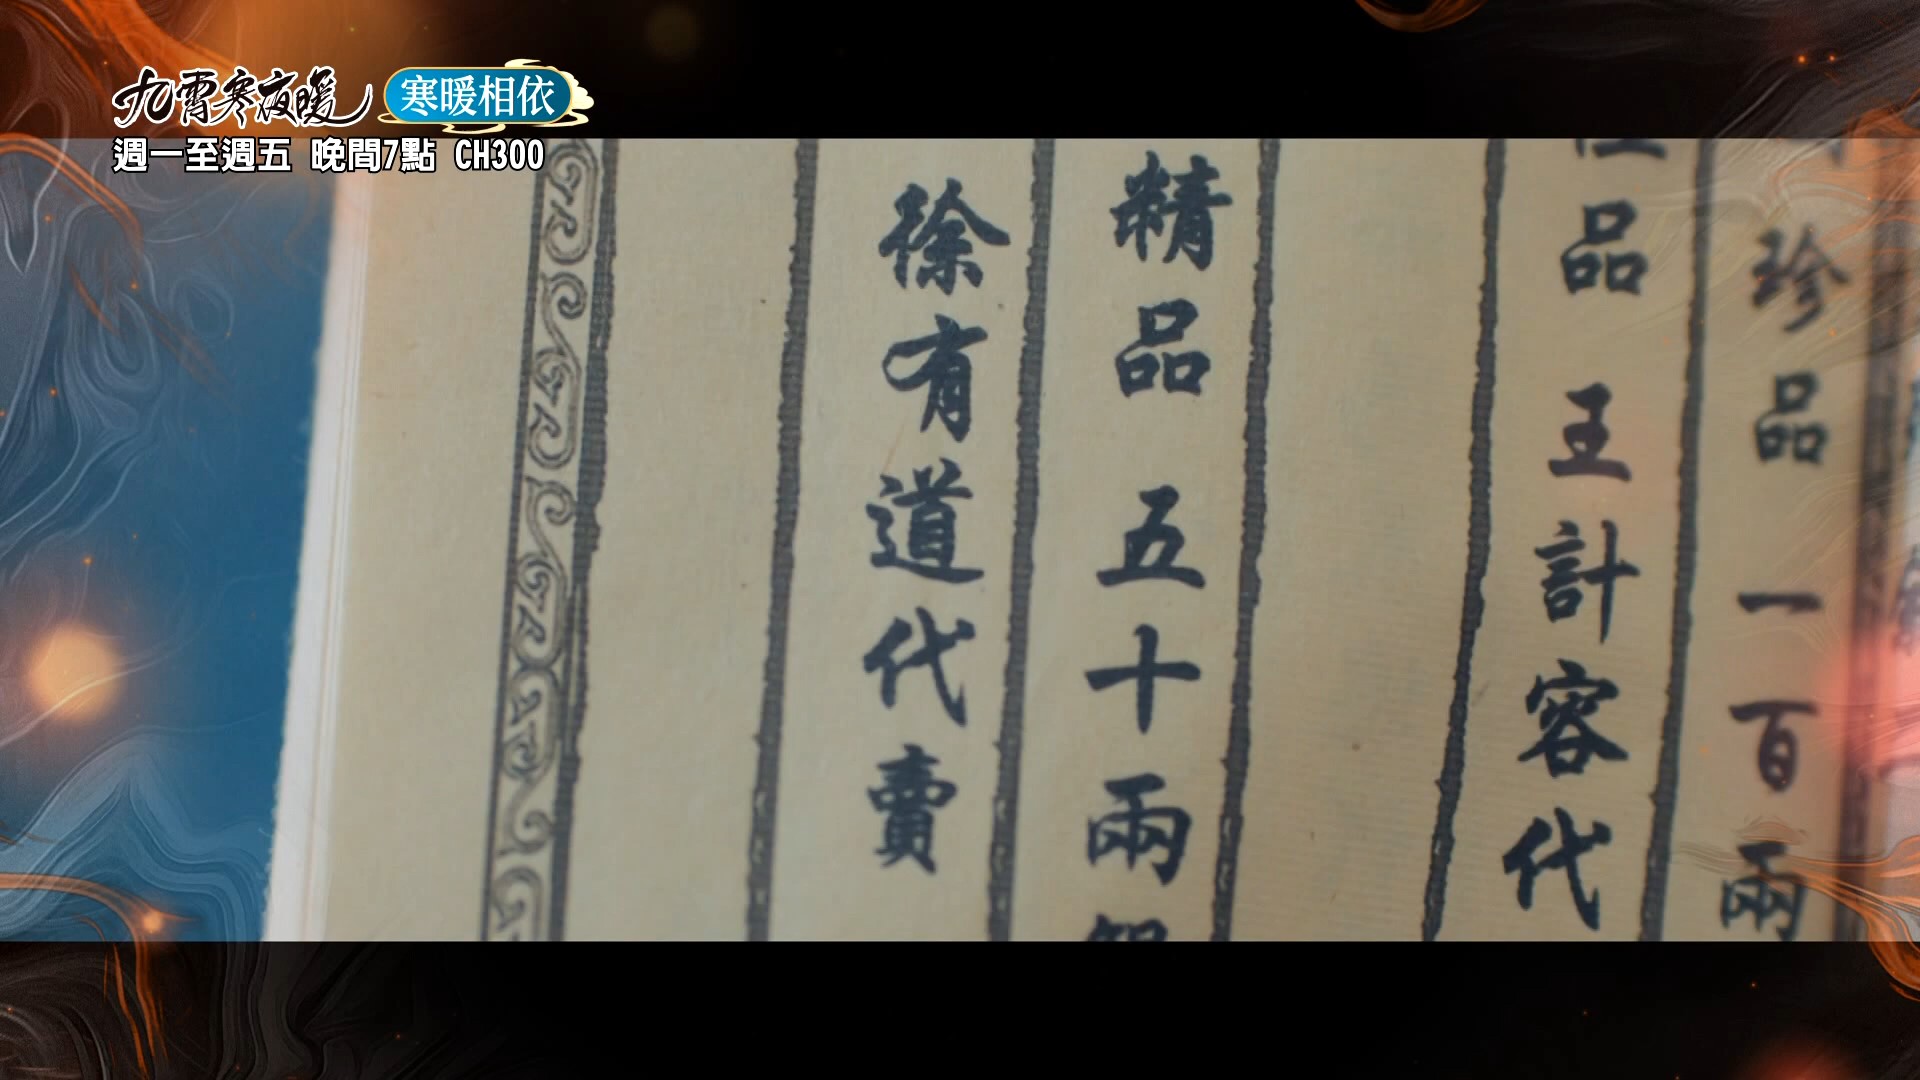 九霄寒夜暖 寒暖相依
週一至週五 晚間7點 CH300
珍品 一百兩
品 王計容代
精品 五十兩
徐有道代賣